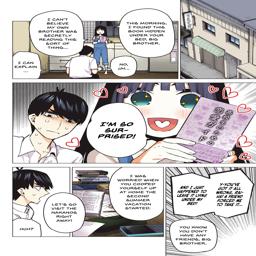 THIS MORNING,
I FOUND
THIS BOOK
HIDDEN
UNDER
YOUR BED,
BIG
BROTHER.
I CAN'T
BELIEVE
MY OWN
BROTHER WAS
SECRETLY
READING THIS
SORT OF
THING...
NO,
UM...
I CAN
EXPLAIN
I'M SO
SUR-
PRISED!
Y-YOU'VE
GOT IT ALL
WRONG, RAI-
HA! A FRIEND
FORCED ME
TO TAKE IT...
AND I JUST
HAPPENED
TO LEAVE IT
LYING UNDER
MY BED!
YOU KNOW
YOU DON'T
HAVE ANY
FRIENDS, BIG
BROTHER.
I WAS
WORRIED WHEN
YOU COOPED
YOURSELF UP
AT HOME THE
SECOND
SUMMER
VACATION
STARTED.
LET'S GO
VISIT THE
NAKANOS
RIGHT
AWAY!
HUH?